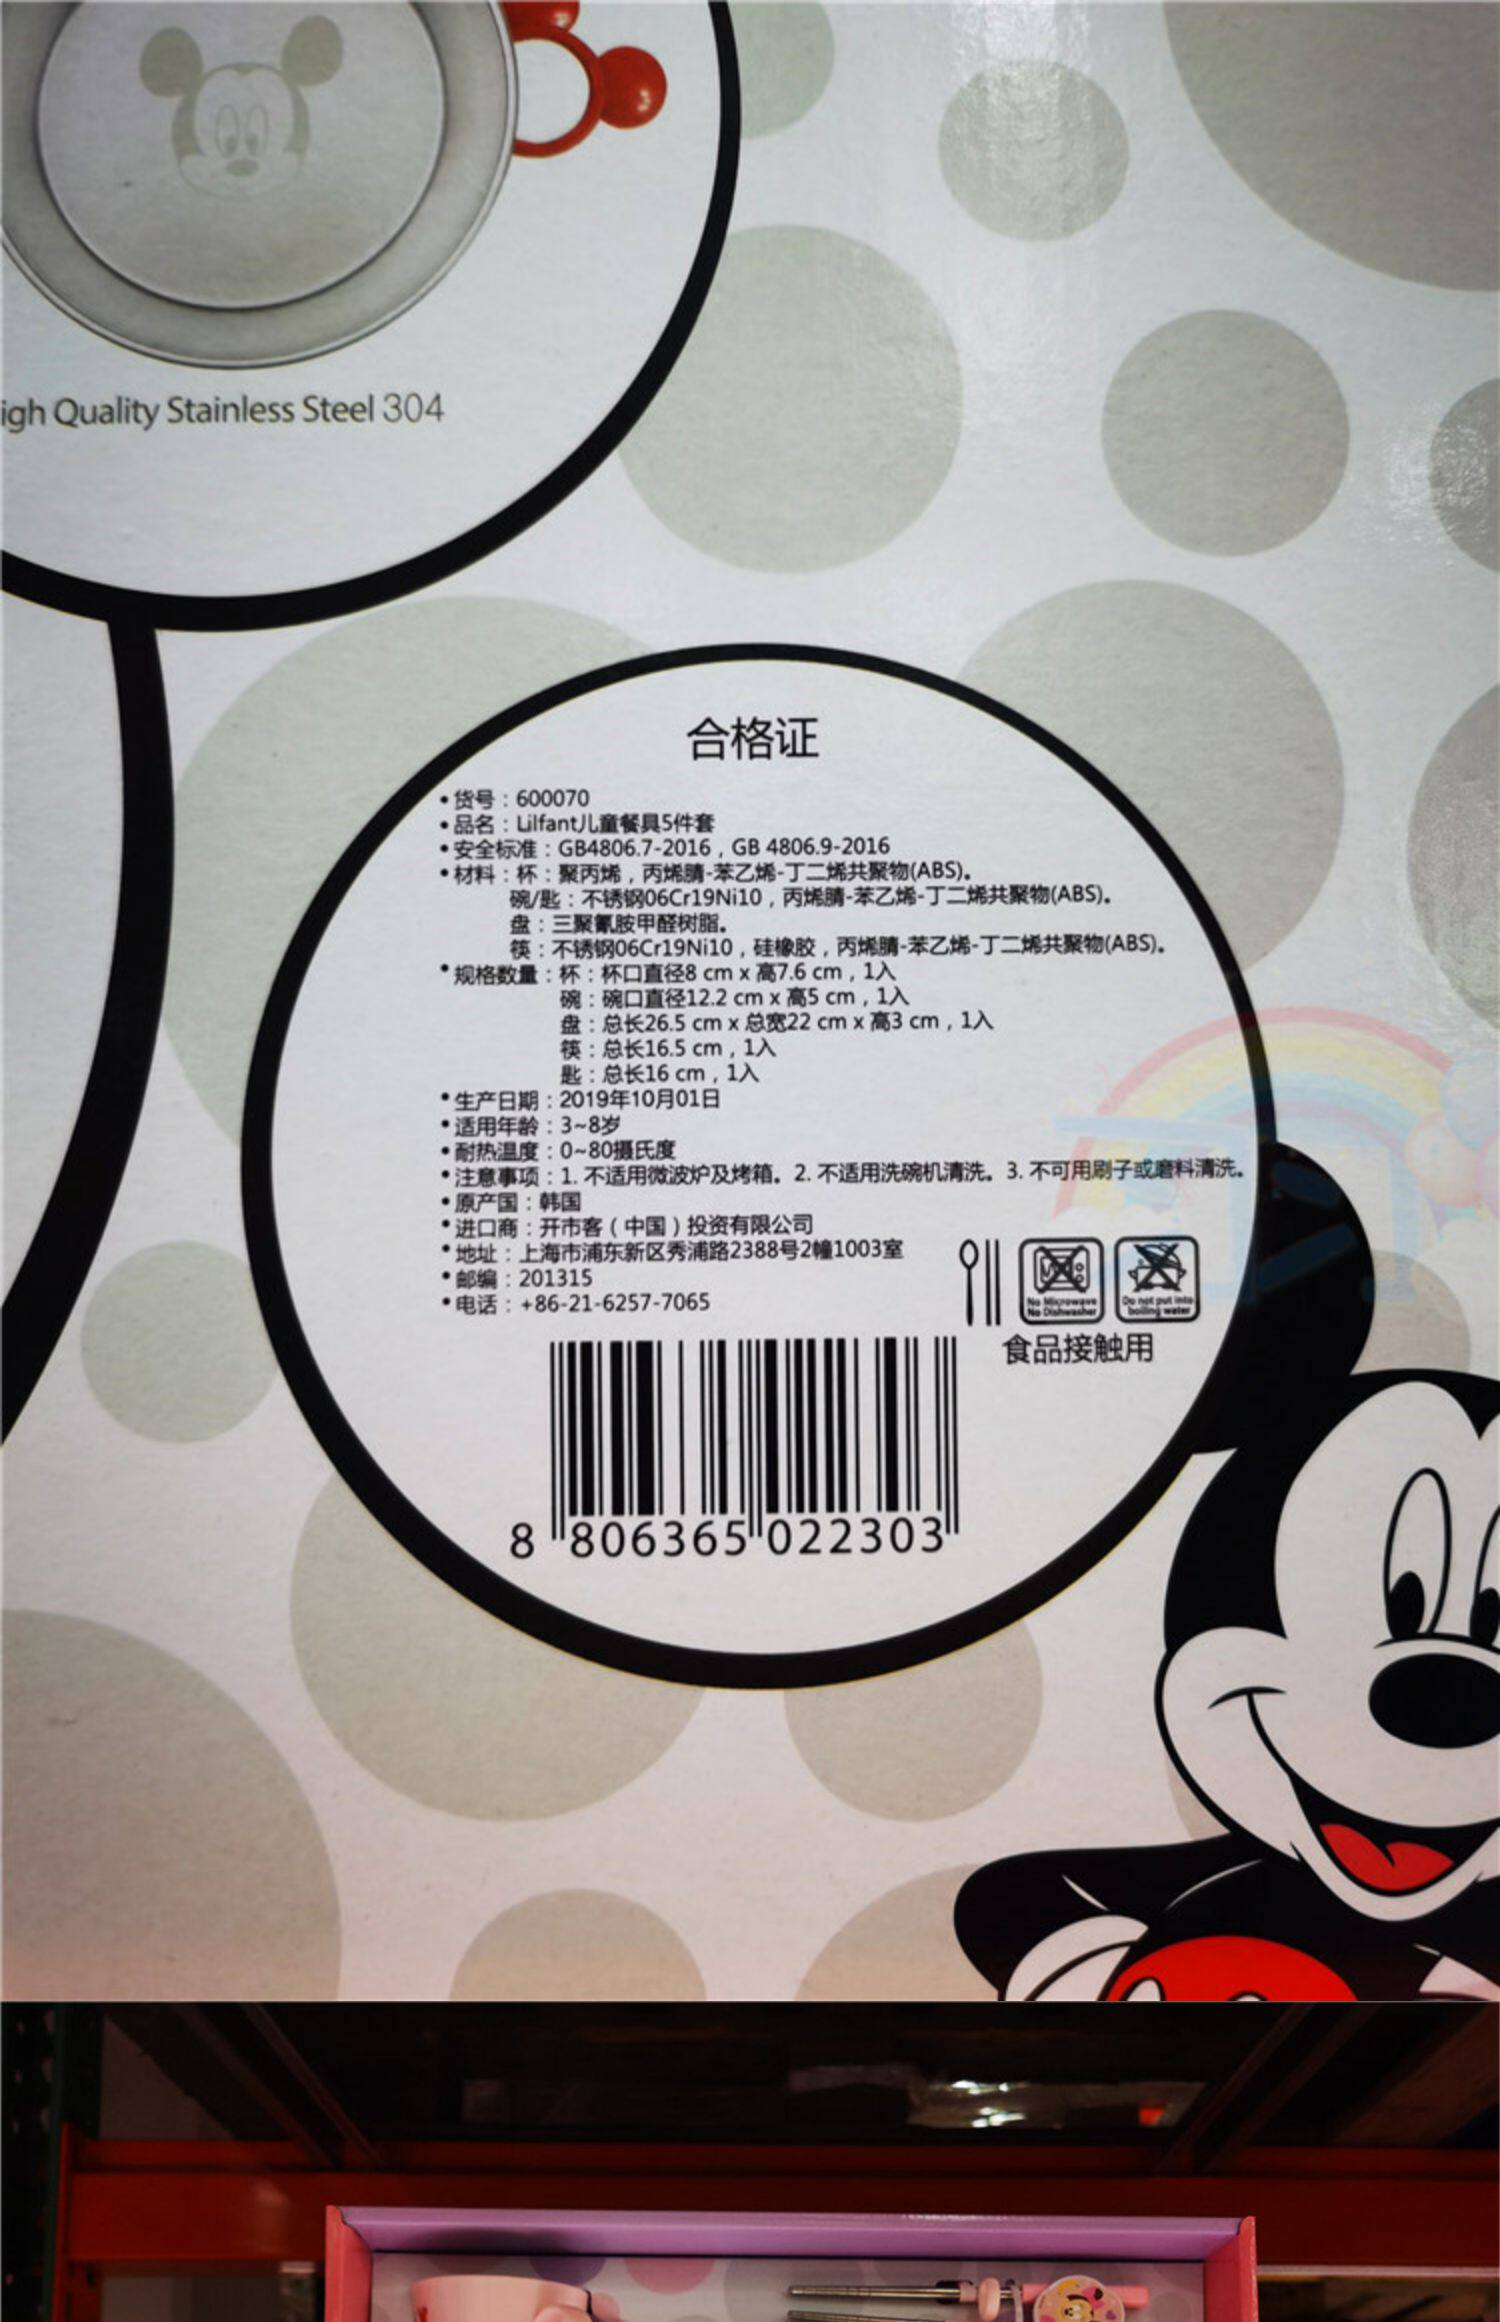 igh Quality Stainless Steel 304
合格证
•货号：600070
•品名：Lilfant儿童餐具5件套
•安全标准：GB4806.7-2016，GB 4806.9-2016
•材料：杯：聚丙烯，丙烯腈-苯乙烯-丁二烯共聚物(ABS)。
碗/匙：不锈钢06Cr19Ni10，丙烯腈-苯乙烯-丁二烯共聚物(ABS)。
盘：三聚氰胺甲醛树脂。
筷：不锈钢06Cr19Ni10，硅橡胶，丙烯腈-苯乙烯-丁二烯共聚物(ABS)。
•规格数量：杯：杯口直径8 cm x 高7.6 cm，1入
碗：碗口直径12.2 cm x 高5 cm，1入
盘：总长26.5 cm x 总宽22 cm x 高3 cm，1入
筷：总长16.5 cm，1入
匙：总长16 cm，1入
•生产日期：2019年10月01日
•适用年龄：3~8岁
•耐热温度：0~80摄氏度
•注意事项：1. 不适用微波炉及烤箱。2. 不适用洗碗机清洗。3. 不可用刷子或磨料清洗。
•原产国：韩国
•进口商：开市客（中国）投资有限公司
•地址：上海市浦东新区秀浦路2388号2幢1003室
•邮编：201315
•电话：+86-21-6257-7065
No Microwave
No Dishwasher
Do not put into
boiling water
食品接触用
8 806365 022303